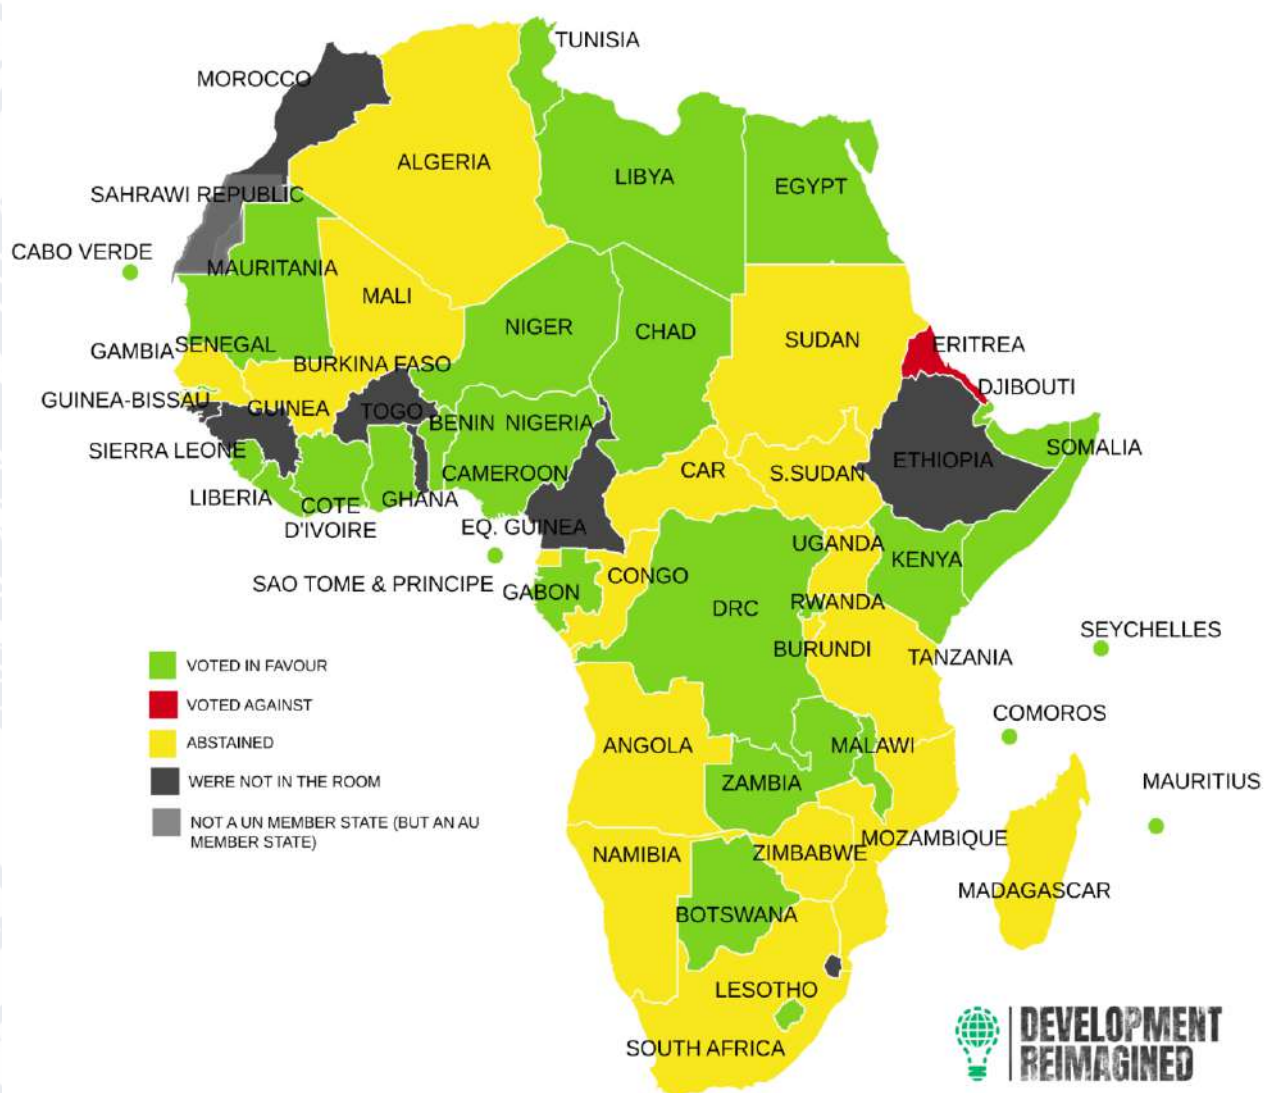 TUNISIA
MOROCCO
ALGERIA
LIBYA
EGYPT
SAHRAWI REPUBLIC
CABO VERDE
MAURITANIA
MALI
NIGER
CHAD
SUDAN
ERITREA
GAMBIA
SENEGAL
BURKINA FASO
DJIBOUTI
GUINEA-BISSAU
GUINEA
TOGO
BENIN
NIGERIA
SOMALIA
SIERRA LEONE
CAMEROON
CAR
S.SUDAN
ETHIOPIA
LIBERIA
COTE
D'IVOIRE
GHANA
EQ. GUINEA
UGANDA
KENYA
SAO TOME & PRINCIPE
GABON
CONGO
DRC
RWANDA
SEYCHELLES
BURUNDI
TANZANIA
VOTED IN FAVOUR
VOTED AGAINST
ABSTAINED
WERE NOT IN THE ROOM
NOT A UN MEMBER STATE (BUT AN AU
MEMBER STATE)
COMOROS
ANGOLA
MALAWI
ZAMBIA
MAURITIUS
NAMIBIA
ZIMBABWE
MOZAMBIQUE
MADAGASCAR
BOTSWANA
LESOTHO
SOUTH AFRICA
DEVELOPMENT
REIMAGINED